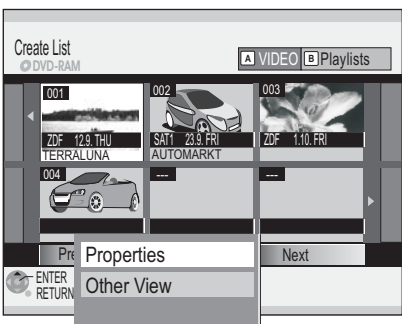 Create List
DVD-RAM
A VIDEO B Playlists
001
002
003
ZDF 12.9. THU
SAT1 23.9. FRI
ZDF 1.10. FRI
TERRALUNA
AUTOMARKT
004
---
---
Next
Properties
Other View
ENTER
RETURN